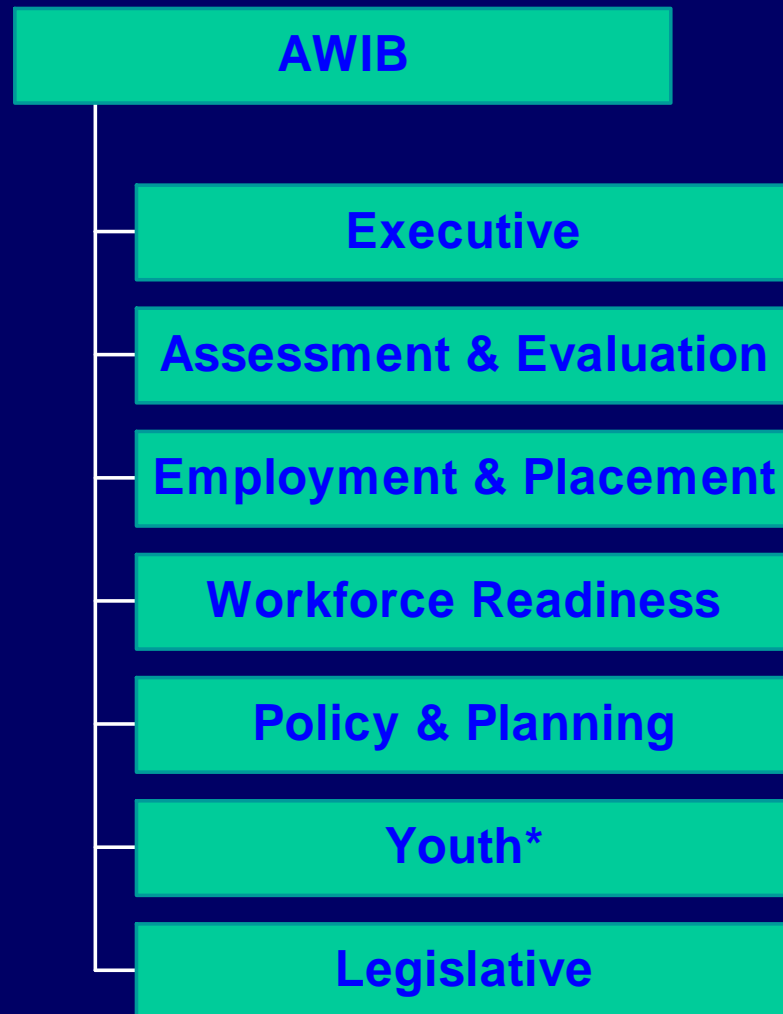 AWIB
Executive
Assessment & Evaluation
Employment & Placement
Workforce Readiness
Policy & Planning
Youth*
Legislative